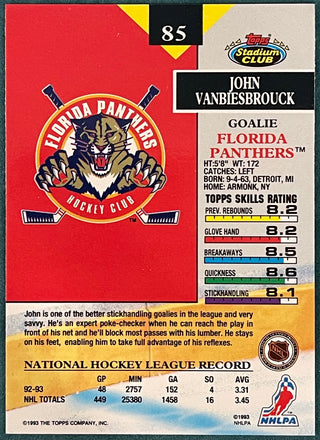 85
Topps
Stadium
CLUB
JOHN
VANBIESBROUCK
GOALIE
FLORIDA
PANTHERS™
HT:5'8" WT: 172
CATCHES: LEFT
BORN: 9-4-63, DETROIT, MI
HOME: ARMONK, NY
TOPPS SKILLS RATING
PREV. REBOUNDS 8.2
GLOVE HAND 8.2
BREAKAWAYS 8.5
QUICKNESS 8.6
STICKHANDLING 8.1
FLORIDA PANTHERS
HOCKEY CLUB
™
John is one of the better stickhandling goalies in the league and very
savvy. He's an expert poke-checker when he can reach the play in
front of his net and he'll block most passes with his lumber. He stays
on his feet, enabling him to take full advantage of his reflexes.
NATIONAL HOCKEY LEAGUE RECORD
NHL
GP MIN GA SO AVG
92-93 48 2757 152 4 3.31
NHL TOTALS 449 25380 1458 16 3.45
©1993 THE TOPPS COMPANY, INC.
©1993
NHLPA
NHLPA